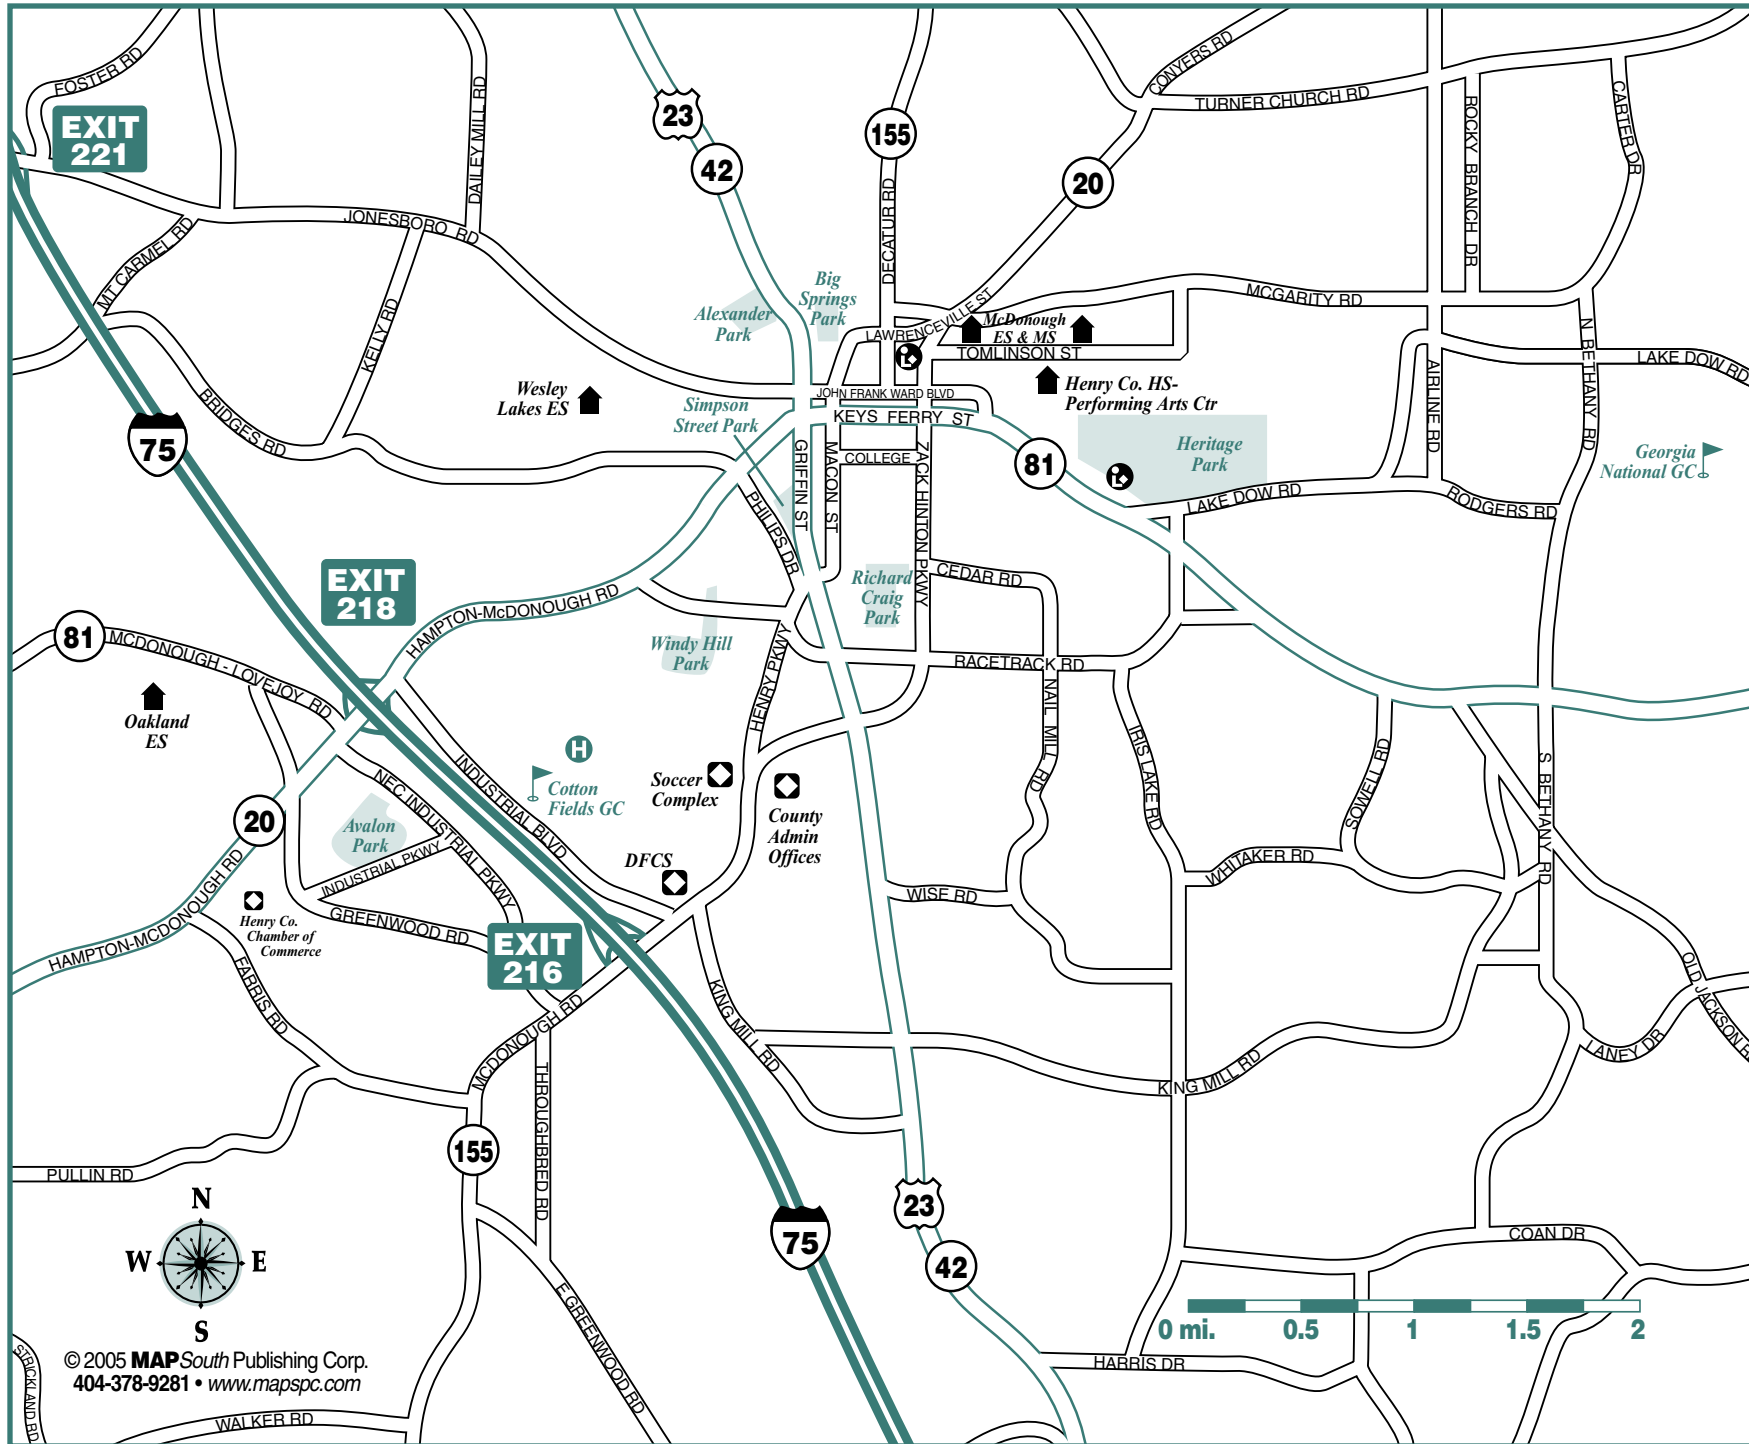 FOSTER RD
EXIT
221
DAILEY MILL RD
23
42
155
DECATUR RD
CONYERS RD
TURNER CHURCH RD
20
ROCKY BRANCH DR
CARTER DR
JONESBORO RD
MT CARMEL RD
KELLY RD
BRIDGES RD
Alexander
Park
Big
Springs
Park
LAWRENCEVILLE ST
McDonough
ES & MS
MCGARITY RD
TOMLINSON ST
N BETHANY RD
LAKE DOW RD
AIRLINE RD
Wesley
Lakes ES
Simpson
Street Park
JOHN FRANK WARD BLVD
KEYS FERRY ST
Henry Co. HS-
Performing Arts Ctr
Heritage
Park
Georgia
National GC
75
GRIFFIN ST
MACON ST
COLLEGE
ZACK HINTON PKWY
81
LAKE DOW RD
RODGERS RD
PHILIPS DR
EXIT
218
HAMPTON-McDONOUGH RD
Richard
Craig
Park
CEDAR RD
81
MCDONOUGH - LOVEJOY RD
Windy Hill
Park
HENRY PKWY
RACETRACK RD
Oakland
ES
NAIL MILL RD
IRIS LAKE RD
SOWELL RD
S BETHANY RD
H
Cotton
Fields GC
Soccer
Complex
County
Admin
Offices
NEC INDUSTRIAL PKWY
INDUSTRIAL BLVD
20
Avalon
Park
INDUSTRIAL PKWY
DFCS
WHITAKER RD
WISE RD
HAMPTON-MCDONOUGH RD
Henry Co.
Chamber of
Commerce
GREENWOOD RD
EXIT
216
FARRIS RD
MCDONOUGH RD
KING MILL RD
OLD JACKSON R
LANEY DR
KING MILL RD
THROUGHBRED RD
155
PULLIN RD
23
75
42
COAN DR
N
W
E
S
E GREENWOOD RD
0 mi.
0.5
1
1.5
2
HARRIS DR
STRICKLAND RD
© 2005 MAPSouth Publishing Corp.
404-378-9281 • www.mapspc.com
WALKER RD